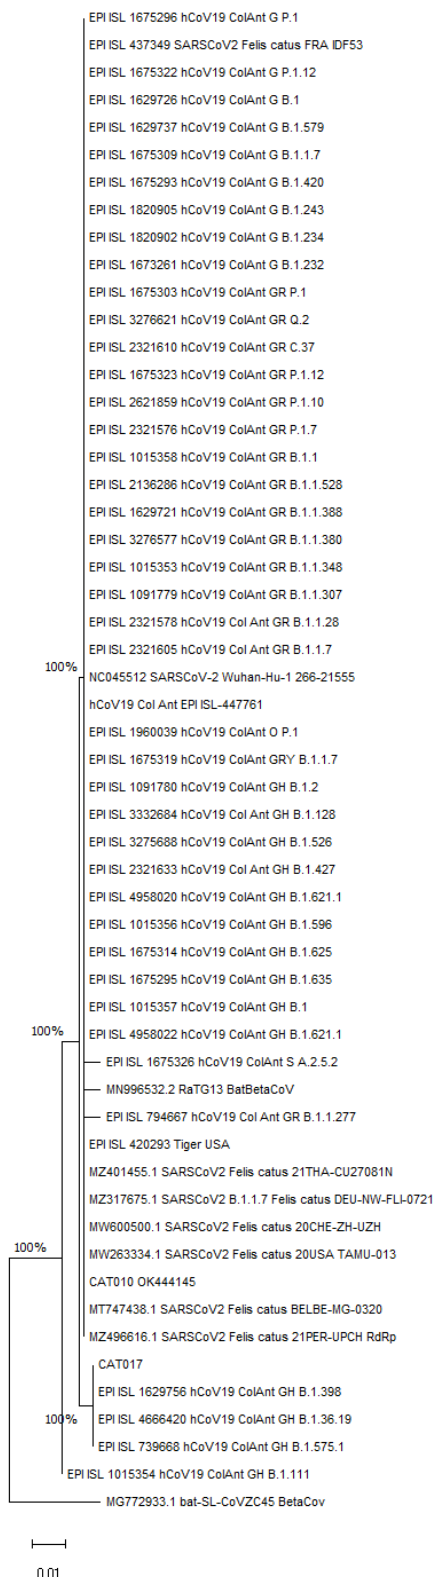 EPI ISL 1675296 hCoV19 ColAnt G P.1
EPI ISL 437349 SARSCoV2 Felis catus FRA IDF53
EPI ISL 1675322 hCoV19 ColAnt G P.1.12
EPI ISL 1629726 hCoV19 ColAnt G B.1
EPI ISL 1629737 hCoV19 ColAnt G B.1.579
EPI ISL 1675309 hCoV19 ColAnt G B.1.1.7
EPI ISL 1675293 hCoV19 ColAnt G B.1.420
EPI ISL 1820905 hCoV19 ColAnt G B.1.243
EPI ISL 1820902 hCoV19 ColAnt G B.1.234
EPI ISL 1673261 hCoV19 ColAnt G B.1.232
EPI ISL 1675303 hCoV19 ColAnt GR P.1
EPI ISL 3276621 hCoV19 ColAnt GR Q.2
EPI ISL 2321610 hCoV19 ColAnt GR C.37
EPI ISL 1675323 hCoV19 ColAnt GR P.1.12
EPI ISL 2621859 hCoV19 ColAnt GR P.1.10
EPI ISL 2321576 hCoV19 ColAnt GR P.1.7
EPI ISL 1015358 hCoV19 ColAnt GR B.1.1
EPI ISL 2136286 hCoV19 ColAnt GR B.1.1.528
EPI ISL 1629721 hCoV19 ColAnt GR B.1.1.388
EPI ISL 3276577 hCoV19 ColAnt GR B.1.1.380
EPI ISL 1015353 hCoV19 ColAnt GR B.1.1.348
EPI ISL 1091779 hCoV19 ColAnt GR B.1.1.307
EPI ISL 2321578 hCoV19 Col Ant GR B.1.1.28
EPI ISL 2321605 hCoV19 Col Ant GR B.1.1.7
100%
NC045512 SARSCoV-2 Wuhan-Hu-1 266-21555
hCoV19 Col Ant EPI ISL-447761
EPI ISL 1960039 hCoV19 ColAnt O P.1
EPI ISL 1675319 hCoV19 ColAnt GRY B.1.1.7
EPI ISL 1091780 hCoV19 ColAnt GH B.1.2
EPI ISL 3332684 hCoV19 Col Ant GH B.1.128
EPI ISL 3275688 hCoV19 ColAnt GH B.1.526
EPI ISL 2321633 hCoV19 Col Ant GH B.1.427
EPI ISL 4958020 hCoV19 ColAnt GH B.1.621.1
EPI ISL 1015356 hCoV19 ColAnt GH B.1.596
EPI ISL 1675314 hCoV19 ColAnt GH B.1.625
EPI ISL 1675295 hCoV19 ColAnt GH B.1.635
EPI ISL 1015357 hCoV19 ColAnt GH B.1
100%
EPI ISL 4958022 hCoV19 ColAnt GH B.1.621.1
EPI ISL 1675326 hCoV19 ColAnt S A.2.5.2
MN996532.2 RaTG13 BatBetaCoV
EPI ISL 794667 hCoV19 Col Ant GR B.1.1.277
EPI ISL 420293 Tiger USA
MZ401455.1 SARSCoV2 Felis catus 21THA-CU27081N
MZ317675.1 SARSCoV2 B.1.1.7 Felis catus DEU-NW-FLI-0721
MW600500.1 SARSCoV2 Felis catus 20CHE-ZH-UZH
100%
MW263334.1 SARSCoV2 Felis catus 20USA TAMU-013
CAT010 OK444145
MT747438.1 SARSCoV2 Felis catus BELBE-MG-0320
MZ496616.1 SARSCoV2 Felis catus 21PER-UPCH RdRp
CAT017
EPI ISL 1629756 hCoV19 ColAnt GH B.1.398
100%
EPI ISL 4666420 hCoV19 ColAnt GH B.1.36.19
EPI ISL 739668 hCoV19 ColAnt GH B.1.575.1
EPI ISL 1015354 hCoV19 ColAnt GH B.1.111
MG772933.1 bat-SL-CoVZC45 BetaCov
0.01